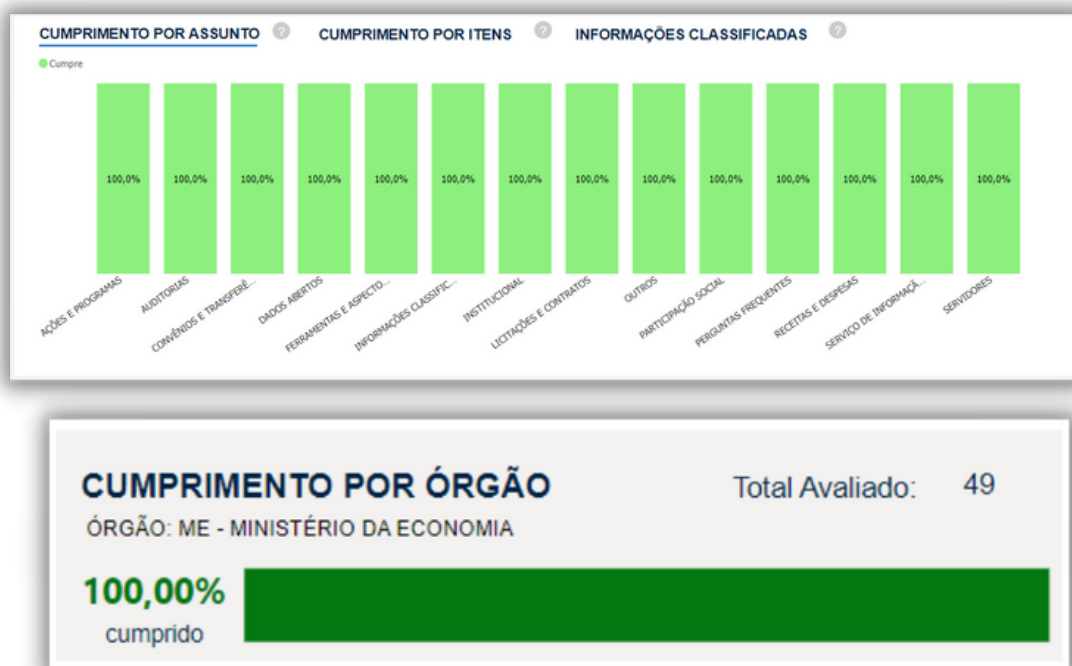 CUMPRIMENTO POR ASSUNTO ? CUMPRIMENTO POR ITENS ? INFORMAÇÕES CLASSIFICADAS ?
Cumpre
100,0% 100,0% 100,0% 100,0% 100,0% 100,0% 100,0% 100,0% 100,0% 100,0% 100,0% 100,0% 100,0% 100,0%
AÇÕES E PROGRAMAS
AUDITORIAS
CONVÊNIOS E TRANSFERÊ...
DADOS ABERTOS
FERRAMENTAS E ASPECTO...
INFORMAÇÕES CLASSIFIC...
INSTITUCIONAL
LICITAÇÕES E CONTRATOS
OUTROS
PARTICIPAÇÃO SOCIAL
PERGUNTAS FREQUENTES
RECEITAS E DESPESAS
SERVIÇO DE INFORMAÇÃ...
SERVIDORES
CUMPRIMENTO POR ÓRGÃO Total Avaliado: 49
ÓRGÃO: ME - MINISTÉRIO DA ECONOMIA
100,00%
cumprido